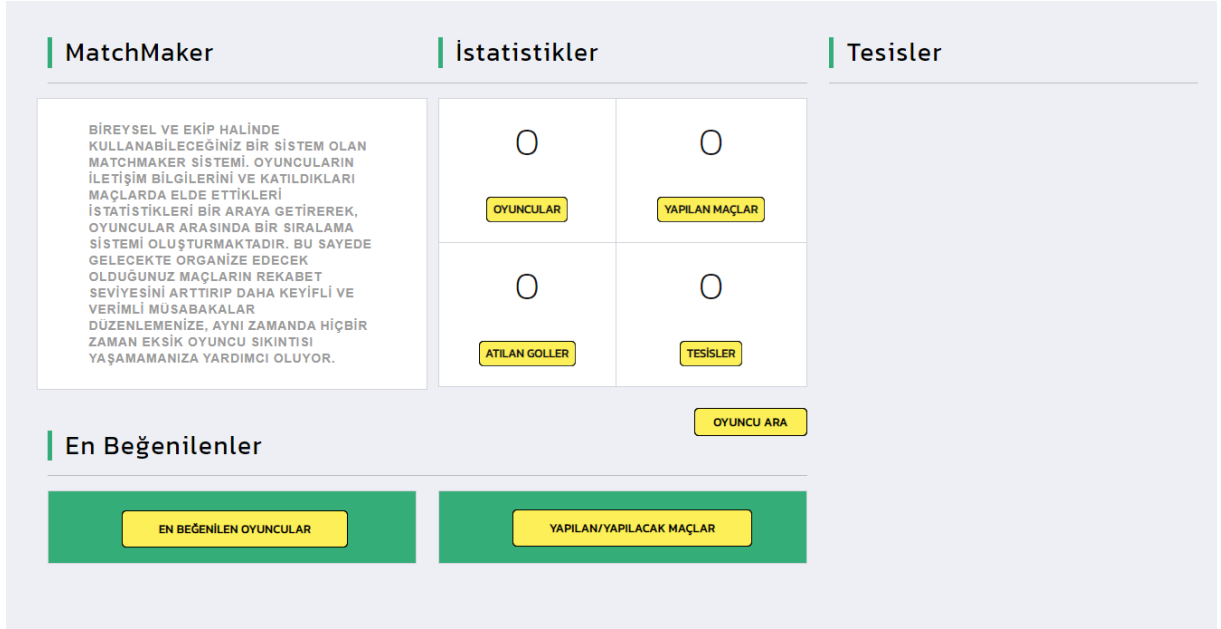 MatchMaker
BİREYSEL VE EKİP HALİNDE
KULLANABİLECEĞİNİZ BİR SİSTEM OLAN
MATCHMAKER SİSTEMİ. OYUNCULARIN
İLETİŞİM BİLGİLERİNİ VE KATILDIKLARI
MAÇLARDA ELDE ETTİKLERİ
İSTATİSTİKLERİ BİR ARAYA GETİREREK,
OYUNCULAR ARASINDA BİR SIRALAMA
SİSTEMİ OLUŞTURMAKTADIR. BU SAYEDE
GELECEKTE ORGANİZE EDECEK
OLDUĞUNUZ MAÇLARIN REKABET
SEVİYESİNİ ARTTIRIP DAHA KEYİFLİ VE
VERİMLİ MÜSABAKALAR
DÜZENLEMENİZE, AYNI ZAMANDA HİÇBİR
ZAMAN EKSİK OYUNCU SIKINTISI
YAŞAMAMANIZA YARDIMCI OLUYOR.
İstatistikler
0
OYUNCULAR
0
YAPILAN MAÇLAR
0
ATILAN GOLLER
0
TESİSLER
OYUNCU ARA
Tesisler
En Beğenilenler
EN BEĞENİLEN OYUNCULAR
YAPILAN/YAPILACAK MAÇLAR